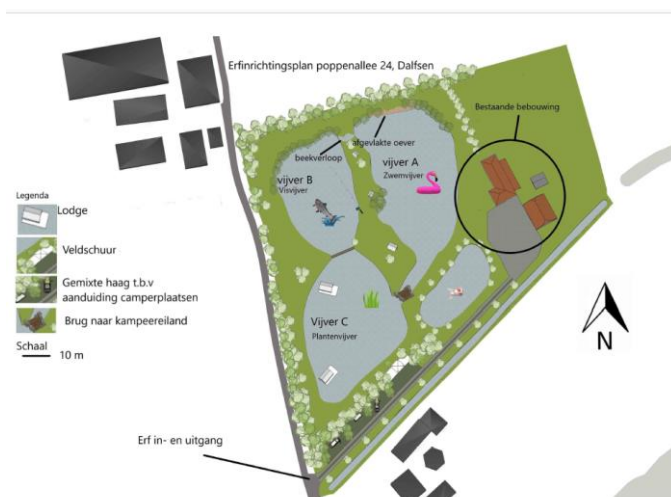 Erfinrichtingsplan poppenallee 24, Dalfsen
Bestaande bebouwing
beekverloop
afgevlakte oever
vijver A
Zwemvijver
vijver B
Visvijver
Legenda
Lodge
Veldschuur
Gemixte haag t.b.v
aanduiding camperplaatsen
Brug naar kampeereiland
Schaal
10 m
Vijver C
Plantenvijver
N
Erf in- en uitgang